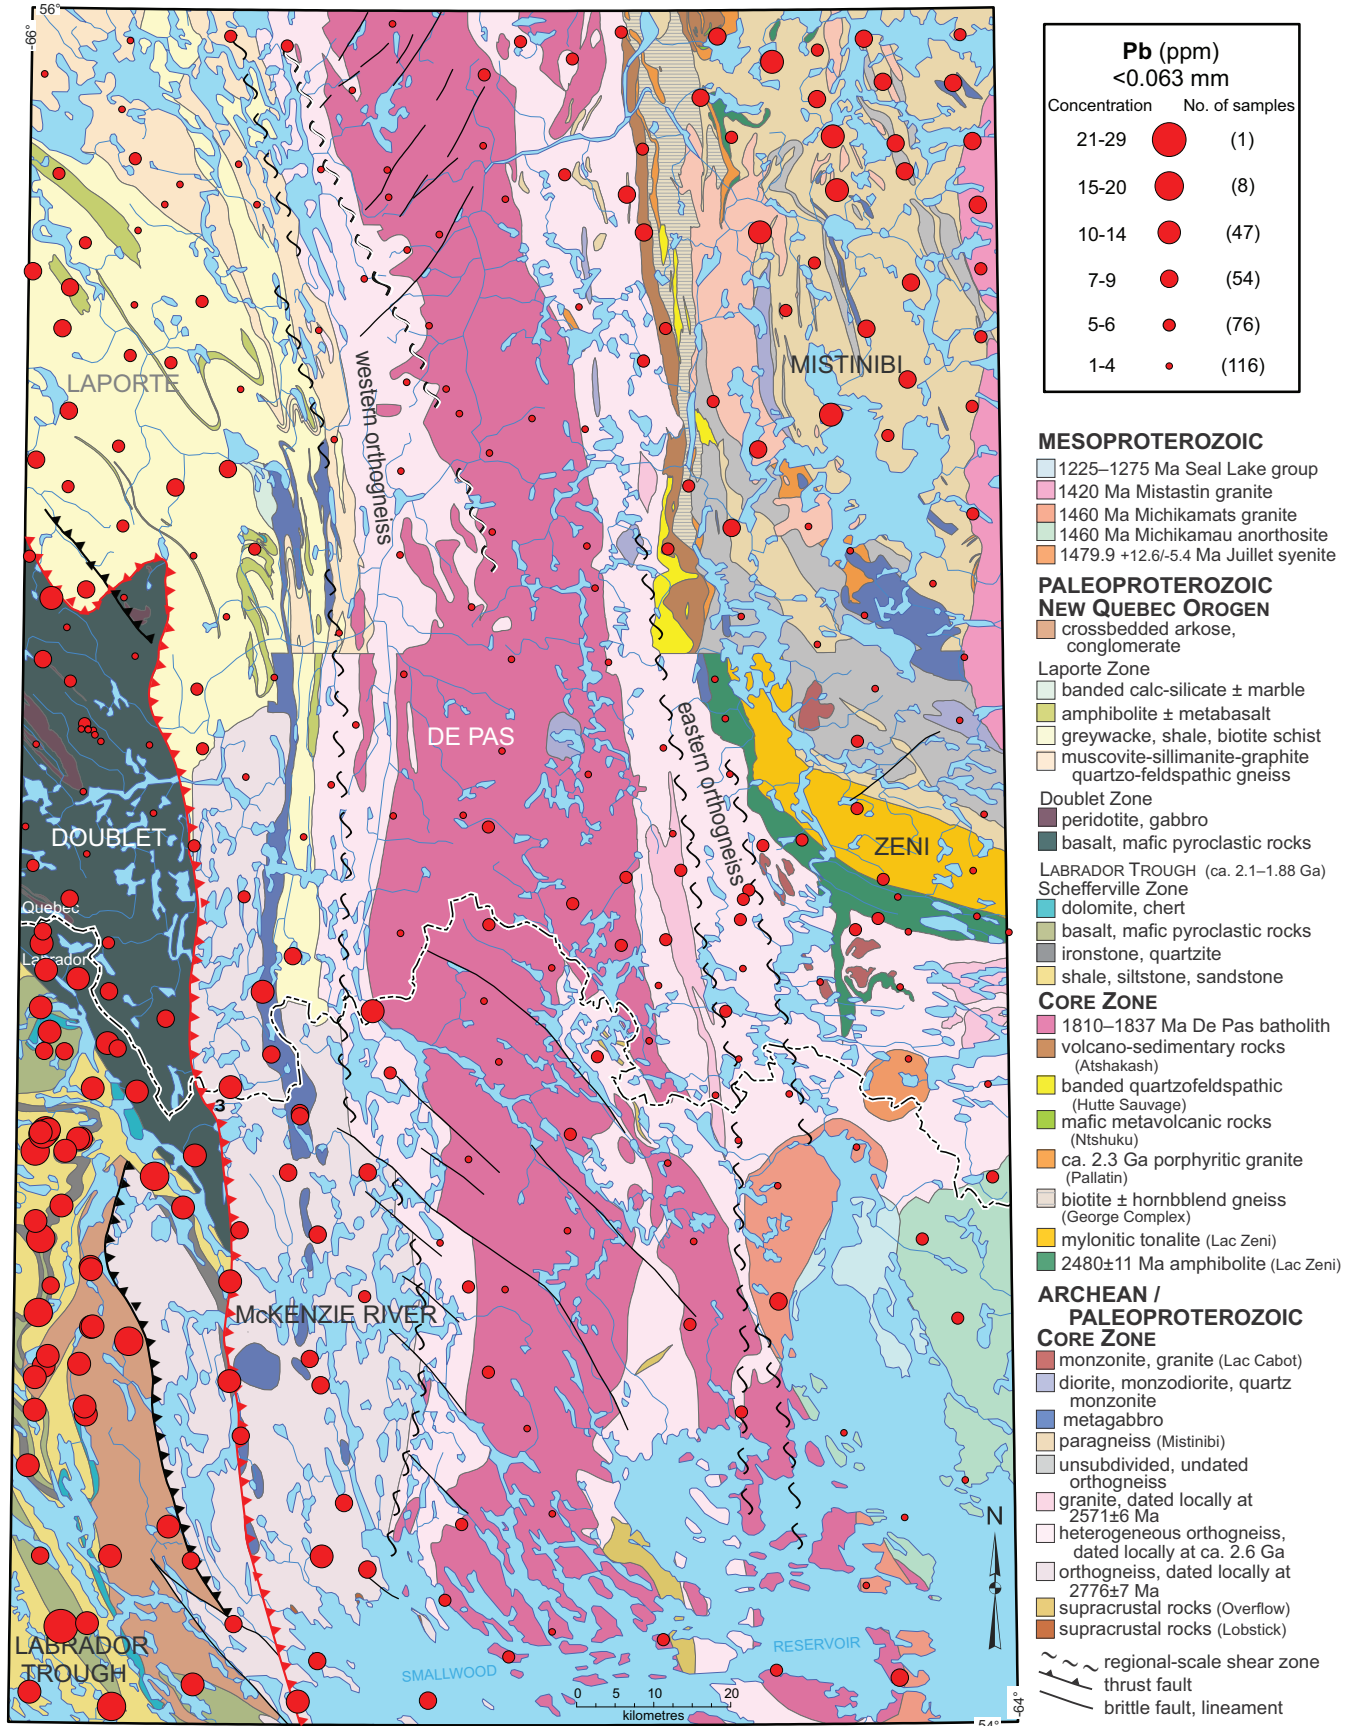 56°
-66°
LAPORTE
western orthogneiss
MISTINIBI
DE PAS
eastern orthogneiss
DOUBLET
ZENI
Quebec
Labrador
3
McKENZIE RIVER
LABRADOR
TROUGH
SMALLWOOD
RESERVOIR
N
0 5 10 20
kilometres
-64°
54°
Pb (ppm)
<0.063 mm
Concentration No. of samples
21-29 (1)
15-20 (8)
10-14 (47)
7-9 (54)
5-6 (76)
1-4 (116)
MESOPROTEROZOIC
1225–1275 Ma Seal Lake group
1420 Ma Mistastin granite
1460 Ma Michikamats granite
1460 Ma Michikamau anorthosite
1479.9 +12.6/-5.4 Ma Juillet syenite
PALEOPROTEROZOIC
NEW QUEBEC OROGEN
crossbedded arkose,
conglomerate
Laporte Zone
banded calc-silicate ± marble
amphibolite ± metabasalt
greywacke, shale, biotite schist
muscovite-sillimanite-graphite
quartzo-feldspathic gneiss
Doublet Zone
peridotite, gabbro
basalt, mafic pyroclastic rocks
LABRADOR TROUGH (ca. 2.1–1.88 Ga)
Schefferville Zone
dolomite, chert
basalt, mafic pyroclastic rocks
ironstone, quartzite
shale, siltstone, sandstone
CORE ZONE
1810–1837 Ma De Pas batholith
volcano-sedimentary rocks
(Atshakash)
banded quartzofeldspathic
(Hutte Sauvage)
mafic metavolcanic rocks
(Ntshuku)
ca. 2.3 Ga porphyritic granite
(Pallatin)
biotite ± hornbblend gneiss
(George Complex)
mylonitic tonalite (Lac Zeni)
2480±11 Ma amphibolite (Lac Zeni)
ARCHEAN /
PALEOPROTEROZOIC
CORE ZONE
monzonite, granite (Lac Cabot)
diorite, monzodiorite, quartz
monzonite
metagabbro
paragneiss (Mistinibi)
unsubdivided, undated
orthogneiss
granite, dated locally at
2571±6 Ma
heterogeneous orthogneiss,
dated locally at ca. 2.6 Ga
orthogneiss, dated locally at
2776±7 Ma
supracrustal rocks (Overflow)
supracrustal rocks (Lobstick)
regional-scale shear zone
thrust fault
brittle fault, lineament